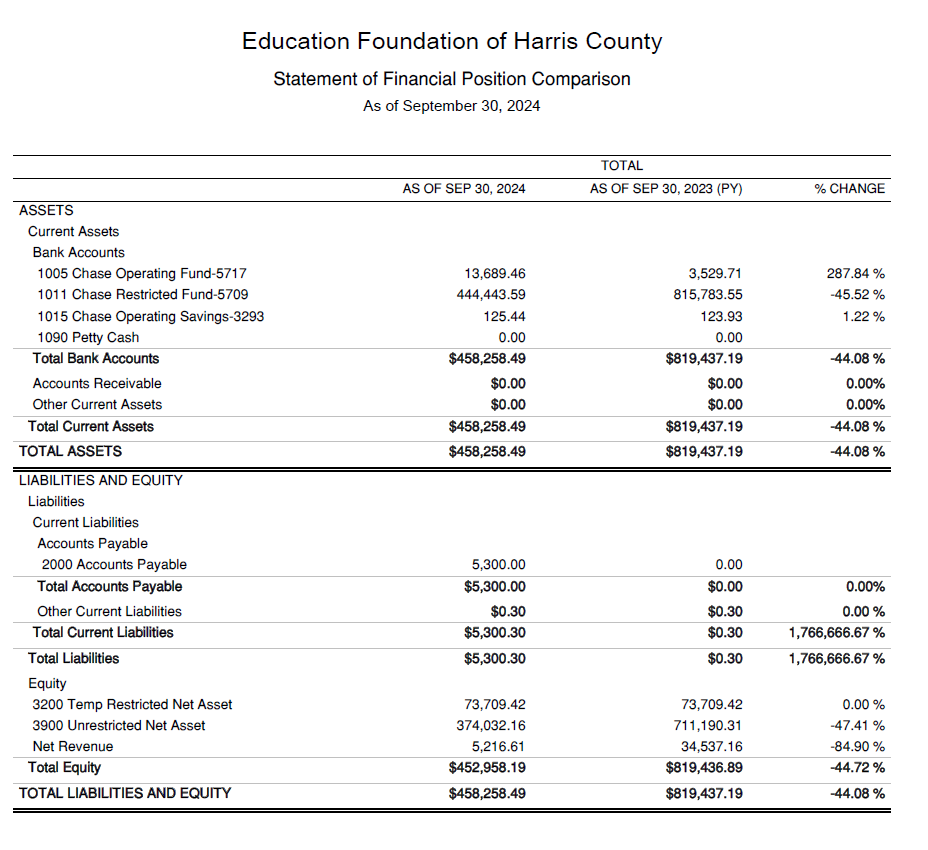 Education Foundation of Harris County
Statement of Financial Position Comparison
As of September 30, 2024
TOTAL
AS OF SEP 30, 2024 AS OF SEP 30, 2023 (PY) % CHANGE
ASSETS
Current Assets
Bank Accounts
1005 Chase Operating Fund-5717 13,689.46 3,529.71 287.84 %
1011 Chase Restricted Fund-5709 444,443.59 815,783.55 -45.52 %
1015 Chase Operating Savings-3293 125.44 123.93 1.22 %
1090 Petty Cash 0.00 0.00
Total Bank Accounts $458,258.49 $819,437.19 -44.08 %
Accounts Receivable $0.00 $0.00 0.00%
Other Current Assets $0.00 $0.00 0.00%
Total Current Assets $458,258.49 $819,437.19 -44.08 %
TOTAL ASSETS $458,258.49 $819,437.19 -44.08 %
LIABILITIES AND EQUITY
Liabilities
Current Liabilities
Accounts Payable
2000 Accounts Payable 5,300.00 0.00
Total Accounts Payable $5,300.00 $0.00 0.00%
Other Current Liabilities $0.30 $0.30 0.00 %
Total Current Liabilities $5,300.30 $0.30 1,766,666.67 %
Total Liabilities $5,300.30 $0.30 1,766,666.67 %
Equity
3200 Temp Restricted Net Asset 73,709.42 73,709.42 0.00 %
3900 Unrestricted Net Asset 374,032.16 711,190.31 -47.41 %
Net Revenue 5,216.61 34,537.16 -84.90 %
Total Equity $452,958.19 $819,436.89 -44.72 %
TOTAL LIABILITIES AND EQUITY $458,258.49 $819,437.19 -44.08 %